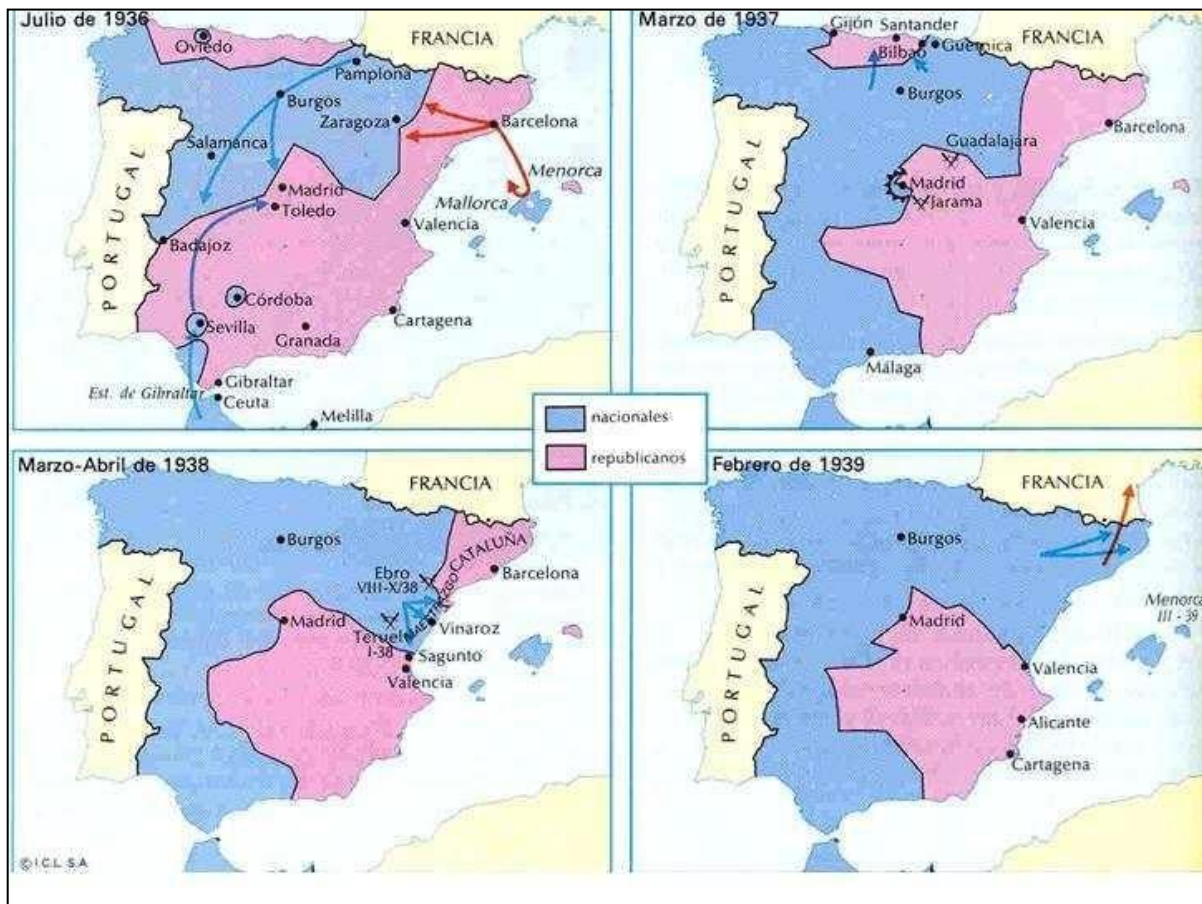 Julio de 1936
Oviedo
FRANCIA
Pamplona
Burgos
Zaragoza
Barcelona
Salamanca
Menorca
Madrid
Mallorca
Toledo
Valencia
Badajoz
PORTUGAL
Córdoba
Sevilla
Cartagena
Granada
Gibraltar
Est. de Gibraltar
Ceuta
Melilla
Marzo de 1937
Gijón
Santander
FRANCIA
Bilbao
Guernica
Burgos
Barcelona
Guadalajara
Madrid
Jarama
Valencia
PORTUGAL
Málaga
nacionales
republicanos
Marzo-Abril de 1938
FRANCIA
Burgos
CATALUÑA
Ebro
VIII-X/38
Barcelona
MAESTRAZGO
Madrid
Vinaroz
Teruel
I-38
Sagunto
Valencia
PORTUGAL
© I.C.L. S.A
Febrero de 1939
FRANCIA
Burgos
Menorca
III - 39
Madrid
Valencia
PORTUGAL
Alicante
Cartagena